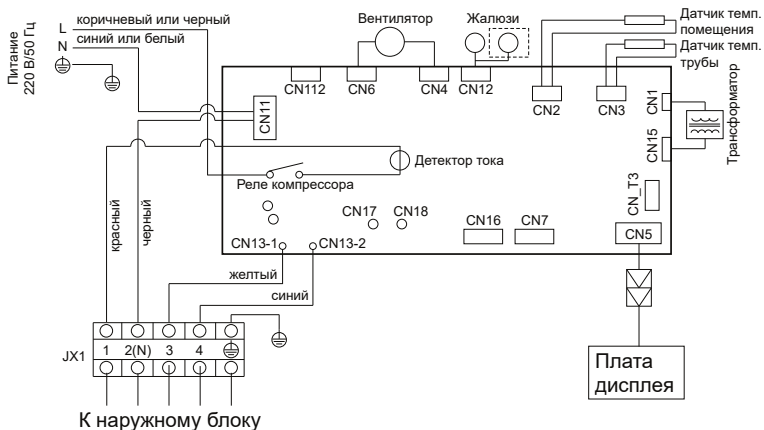 Питание
220 В/50 Гц
L
коричневый или черный
N
синий или белый
Вентилятор
Жалюзи
Датчик темп.
помещения
Датчик темп.
трубы
CN112
CN6
CN4
CN12
CN2
CN3
CN1
CN15
Трансформатор
CN11
Детектор тока
Реле компрессора
CN_T3
красный
черный
CN17
CN18
CN16
CN7
CN5
CN13-1
CN13-2
желтый
синий
JX1
1
2(N)
3
4
Плата
дисплея
К наружному блоку